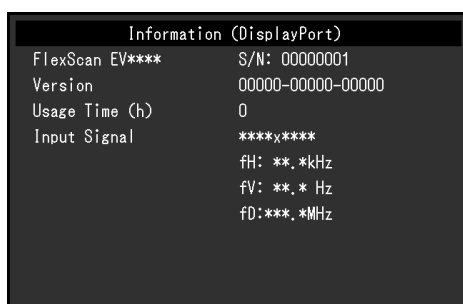 Information (DisplayPort)
FlexScan EV**** S/N: 00000001
Version 00000-00000-00000
Usage Time (h) 0
Input Signal ****x****
fH: **.*kHz
fV: **.* Hz
fD:***.*MHz